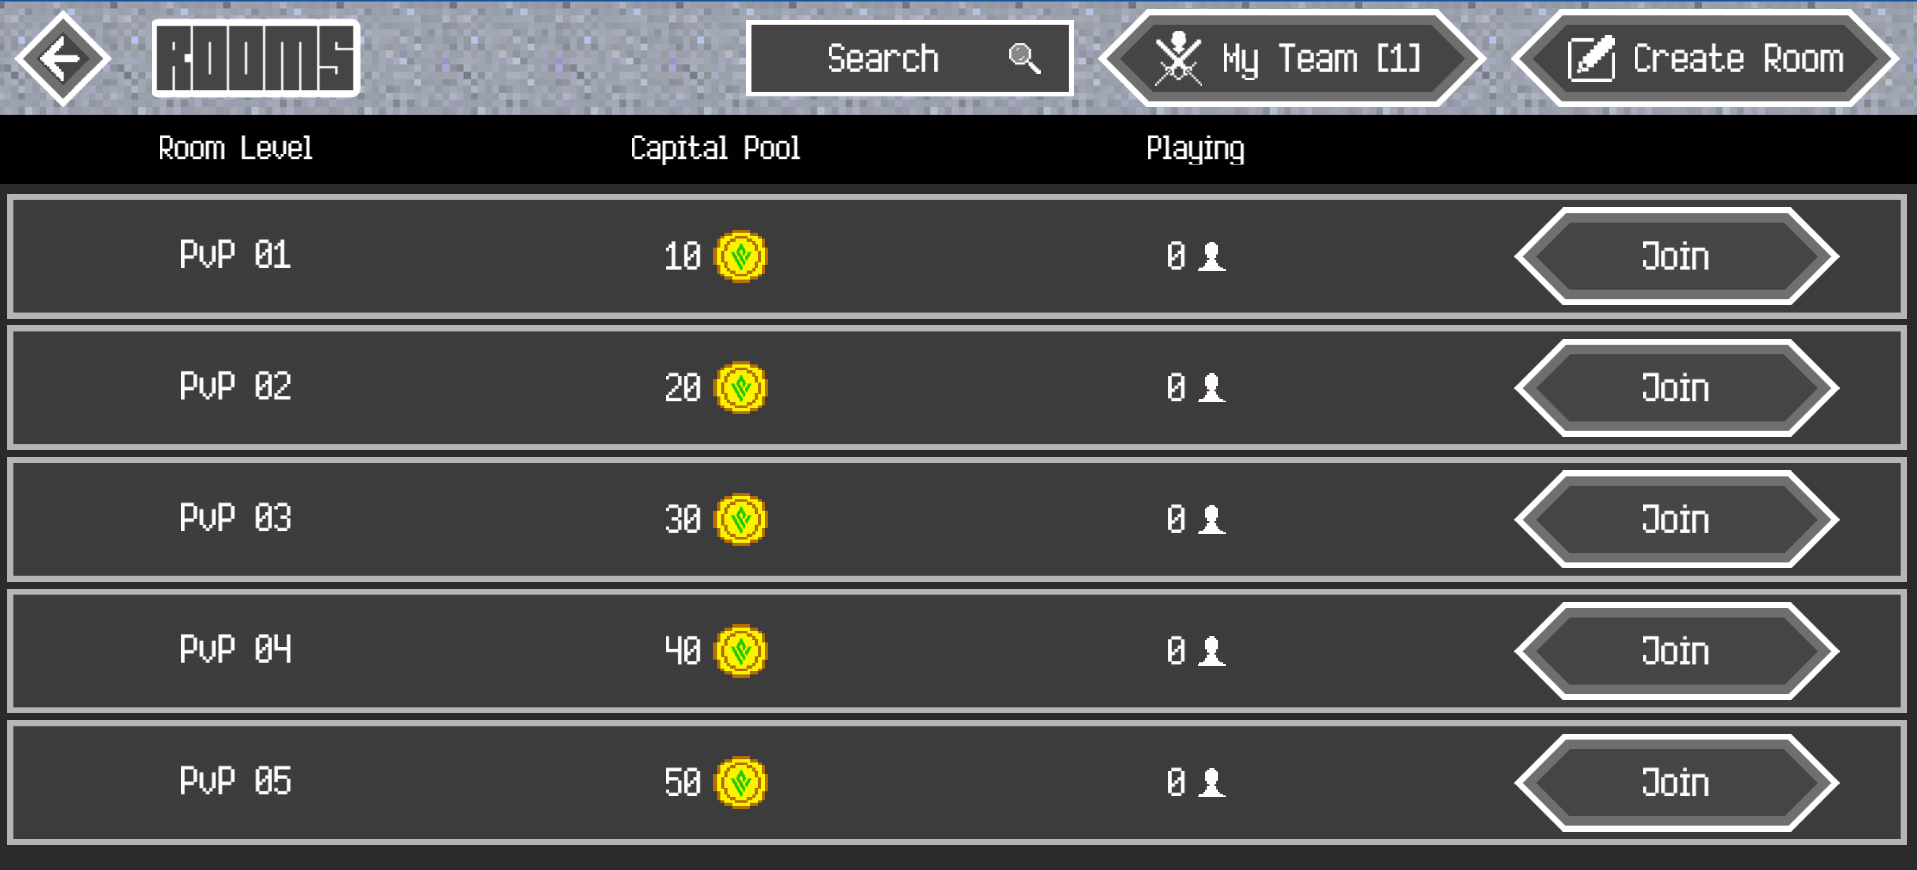 ROOMS
Search
My Team [1]
Create Room
Room Level Capital Pool Playing
PvP 01 10 0 Join
PvP 02 20 0 Join
PvP 03 30 0 Join
PvP 04 40 0 Join
PvP 05 50 0 Join